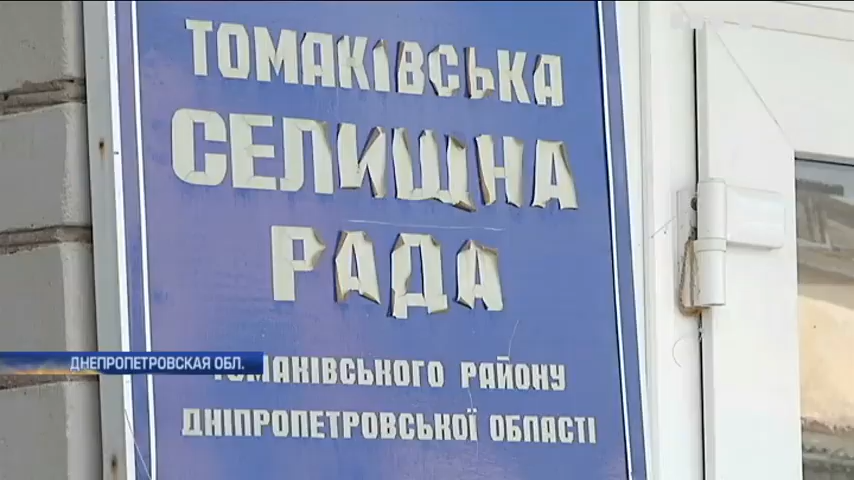 ТОМАКІВСЬКА
СЕЛИЩНА
РАДА
ДНЕПРОПЕТРОВСКАЯ ОБЛ.
ТОМАКІВСЬКОГО РАЙОНУ
ДНІПРОПЕТРОВСЬКОЇ ОБЛАСТІ